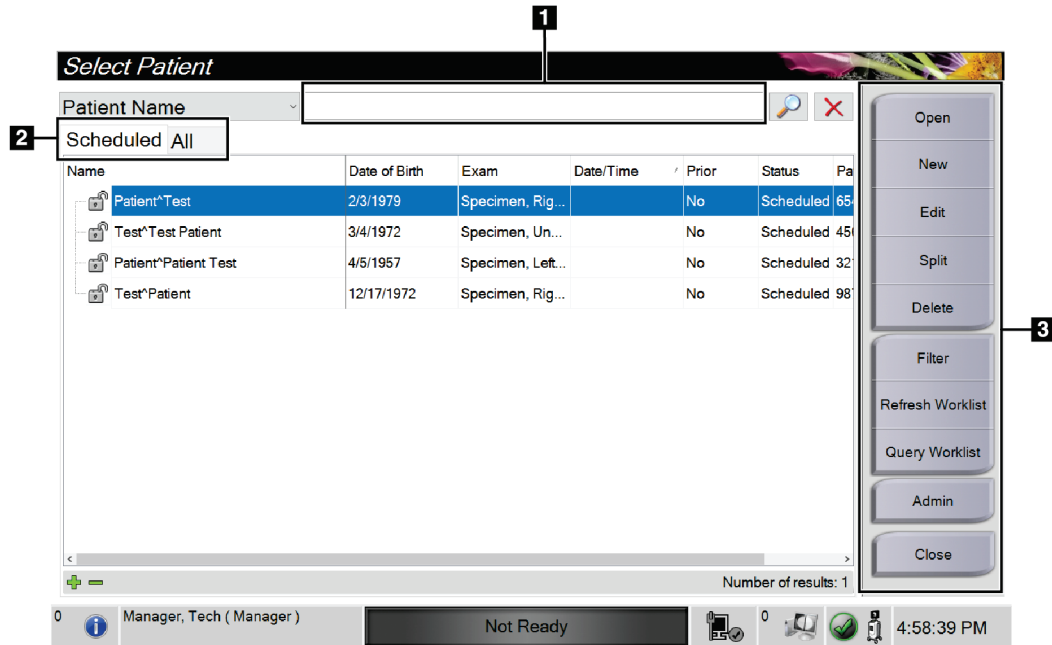 1
Select Patient
Patient Name
2
Scheduled All
Open
New
Edit
Split
Delete
3
Filter
Refresh Worklist
Query Worklist
Admin
Close
Name Date of Birth Exam Date/Time Prior Status Pa
Patient^Test 2/3/1979 Specimen, Rig... No Scheduled 654
Test^Test Patient 3/4/1972 Specimen, Un... No Scheduled 456
Patient^Patient Test 4/5/1957 Specimen, Left... No Scheduled 321
Test^Patient 12/17/1972 Specimen, Rig... No Scheduled 987
Number of results: 1
0 Manager, Tech ( Manager ) Not Ready 0 4:58:39 PM